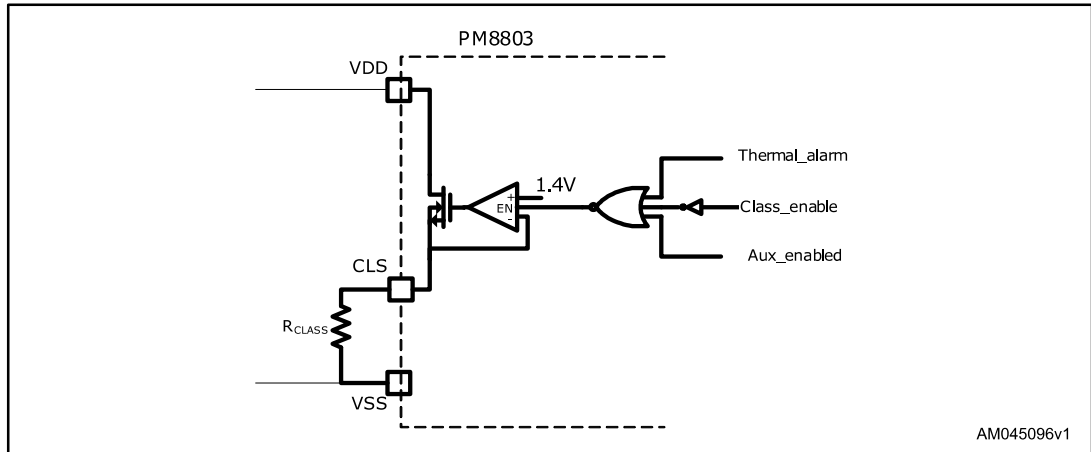 PM8803
VDD
Thermal_alarm
1.4V
+
EN
-
Class_enable
Aux_enabled
CLS
RCLASS
VSS
AM045096v1